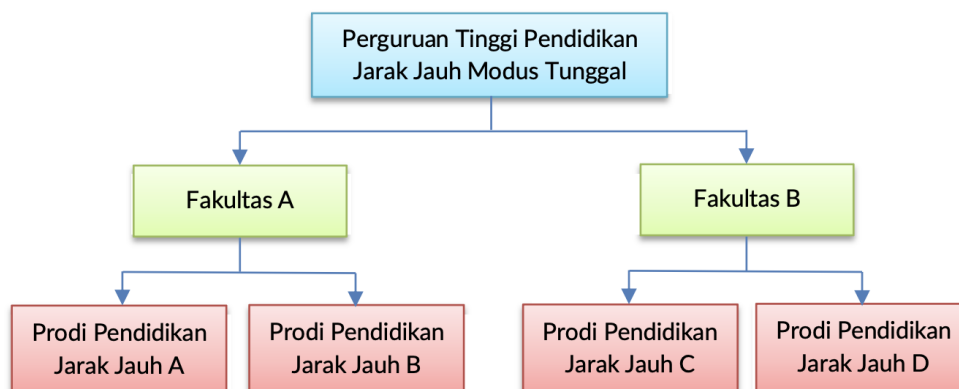 Perguruan Tinggi Pendidikan
Jarak Jauh Modus Tunggal
Fakultas A
Fakultas B
Prodi Pendidikan
Jarak Jauh A
Prodi Pendidikan
Jarak Jauh B
Prodi Pendidikan
Jarak Jauh C
Prodi Pendidikan
Jarak Jauh D